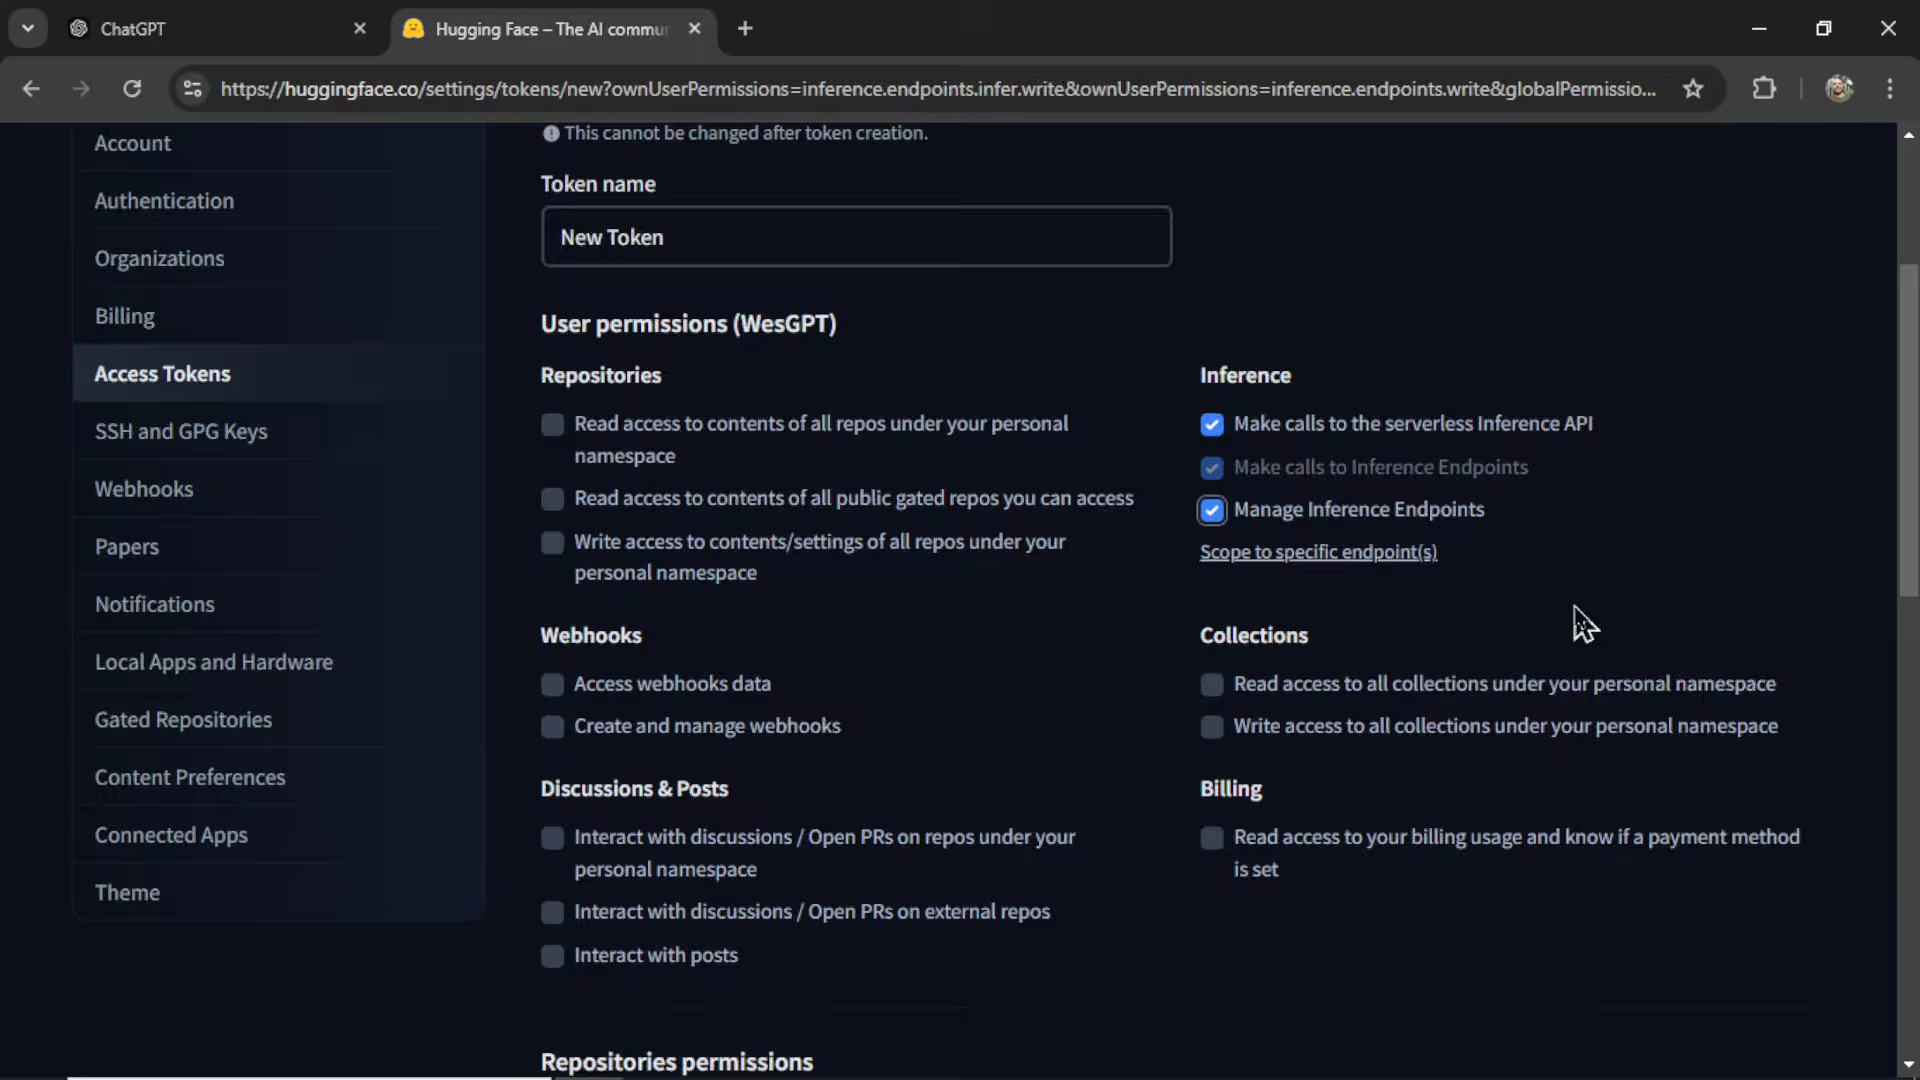 ChatGPT
Hugging Face – The AI commu
https://huggingface.co/settings/tokens/new?ownUserPermissions=inference.endpoints.infer.write&ownUserPermissions=inference.endpoints.write&globalPermissio...
Account
Authentication
Organizations
Billing
Access Tokens
SSH and GPG Keys
Webhooks
Papers
Notifications
Local Apps and Hardware
Gated Repositories
Content Preferences
Connected Apps
Theme
This cannot be changed after token creation.
Token name
New Token
User permissions (WesGPT)
Repositories
Read access to contents of all repos under your personal
namespace
Read access to contents of all public gated repos you can access
Write access to contents/settings of all repos under your
personal namespace
Inference
Make calls to the serverless Inference API
Make calls to Inference Endpoints
Manage Inference Endpoints
Scope to specific endpoint(s)
Webhooks
Access webhooks data
Create and manage webhooks
Collections
Read access to all collections under your personal namespace
Write access to all collections under your personal namespace
Discussions & Posts
Interact with discussions / Open PRs on repos under your
personal namespace
Interact with discussions / Open PRs on external repos
Interact with posts
Billing
Read access to your billing usage and know if a payment method
is set
Repositories permissions